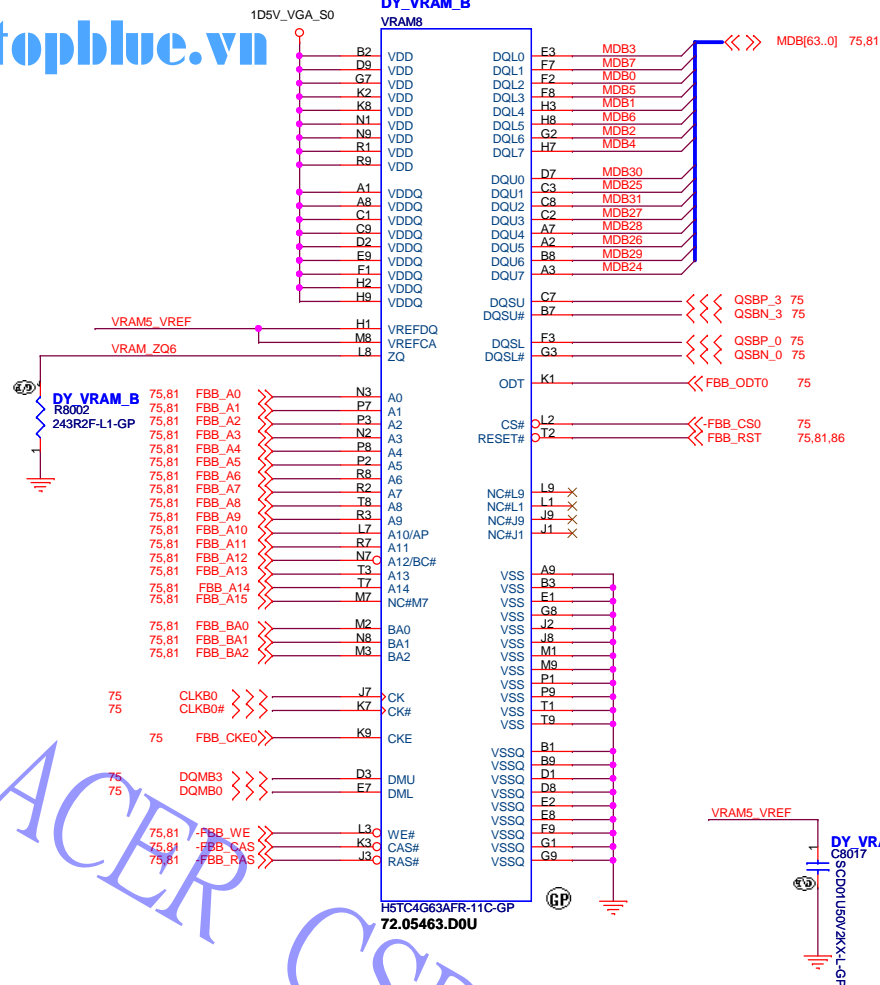 DY_VRAM_B
1D5V_VGA_S0
VRAM8
topblue.vn
B2 VDD DQL0 E3 MDB3
D9 VDD DQL1 F7 MDB7
G7 VDD DQL2 F2 MDB0
K2 VDD DQL3 F8 MDB5
K8 VDD DQL4 H3 MDB1
N1 VDD DQL5 H8 MDB6
N9 VDD DQL6 G2 MDB2
R1 VDD DQL7 H7 MDB4
R9 VDD
MDB[63..0] 75,81
A1 VDDQ DQU0 D7 MDB30
A8 VDDQ DQU1 C3 MDB25
C1 VDDQ DQU2 C8 MDB31
C9 VDDQ DQU3 C2 MDB27
D2 VDDQ DQU4 A7 MDB28
E9 VDDQ DQU5 A2 MDB26
F1 VDDQ DQU6 B8 MDB29
H2 VDDQ DQU7 A3 MDB24
H9 VDDQ
DQSU C7 QSBP_3 75
DQSU# B7 QSBN_3 75
VRAM5_VREF H1 VREFDQ
M8 VREFCA DQSL F3 QSBP_0 75
VRAM_ZQ6 L8 ZQ DQSL# G3 QSBN_0 75
ODT K1 FBB_ODT0 75
DY_VRAM_B
R8002
243R2F-L1-GP
1
75,81 FBB_A0 N3 A0
75,81 FBB_A1 P7 A1
75,81 FBB_A2 P3 A2 CS# L2 -FBB_CS0 75
75,81 FBB_A3 N2 A3 RESET# T2 FBB_RST 75,81,86
75,81 FBB_A4 P8 A4
75,81 FBB_A5 P2 A5
75,81 FBB_A6 R8 A6
75,81 FBB_A7 R2 A7 NC#L9 L9
75,81 FBB_A8 T8 A8 NC#L1 L1
75,81 FBB_A9 R3 A9 NC#J9 J9
75,81 FBB_A10 L7 A10/AP NC#J1 J1
75,81 FBB_A11 R7 A11
75,81 FBB_A12 N7 A12/BC#
75,81 FBB_A13 T3 A13 VSS A9
75,81 FBB_A14 T7 A14 VSS B3
75,81 FBB_A15 M7 NC#M7 VSS E1
VSS G8
75,81 FBB_BA0 M2 BA0 VSS J2
75,81 FBB_BA1 N8 BA1 VSS J8
75,81 FBB_BA2 M3 BA2 VSS M1
VSS M9
VSS P1
75 CLKB0 J7 CK VSS P9
75 CLKB0# K7 CK# VSS T1
VSS T9
75 FBB_CKE0 K9 CKE
VSSQ B1
VSSQ B9
75 DQMB3 D3 DMU VSSQ D1
75 DQMB0 E7 DML VSSQ D8
VSSQ E2
VSSQ E8
75,81 -FBB_WE L3 WE# VSSQ F9
75,81 -FBB_CAS K3 CAS# VSSQ G1
75,81 -FBB_RAS J3 RAS# VSSQ G9
VRAM5_VREF
1
DY_VRA
C8017
SCD01U50V2KX-L-GP
GP
H5TC4G63AFR-11C-GP
72.05463.D0U
ACER